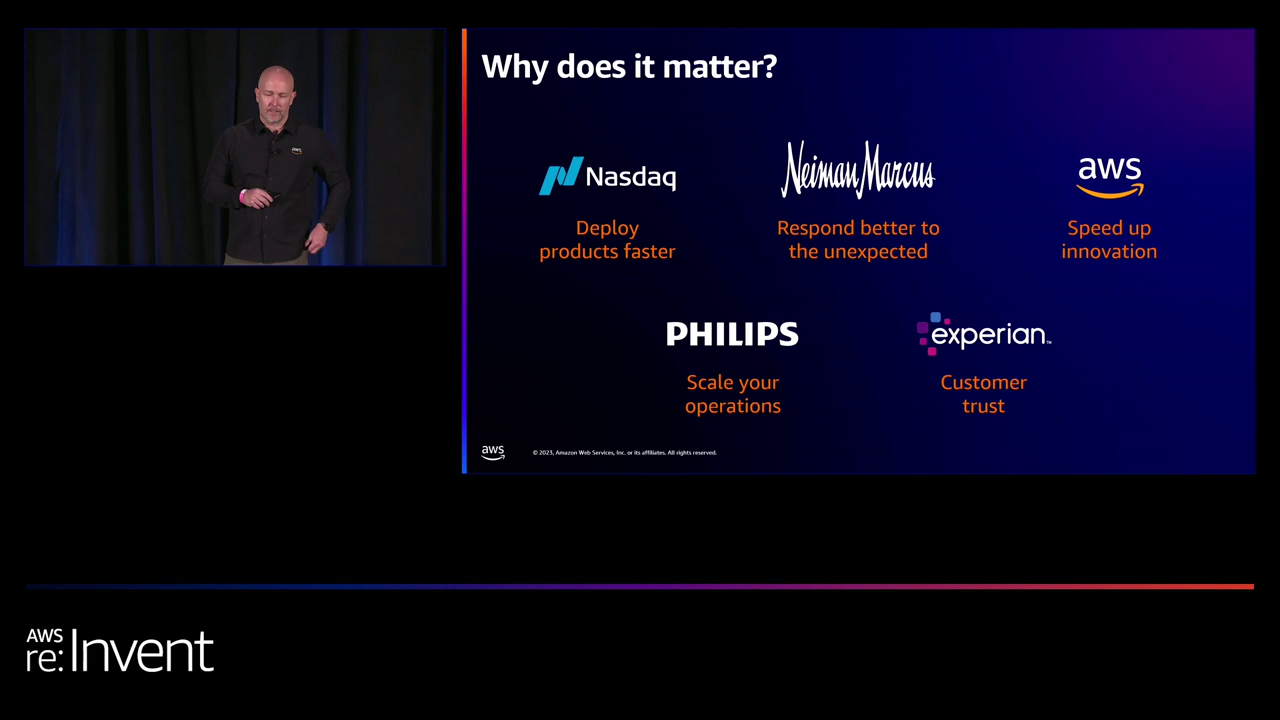 Why does it matter?
Nasdaq
Neiman Marcus
aws
Deploy
products faster
Respond better to
the unexpected
Speed up
innovation
PHILIPS
experian™
Scale your
operations
Customer
trust
aws
© 2023, Amazon Web Services, Inc. or its affiliates. All rights reserved.
aws
AWS
re:Invent